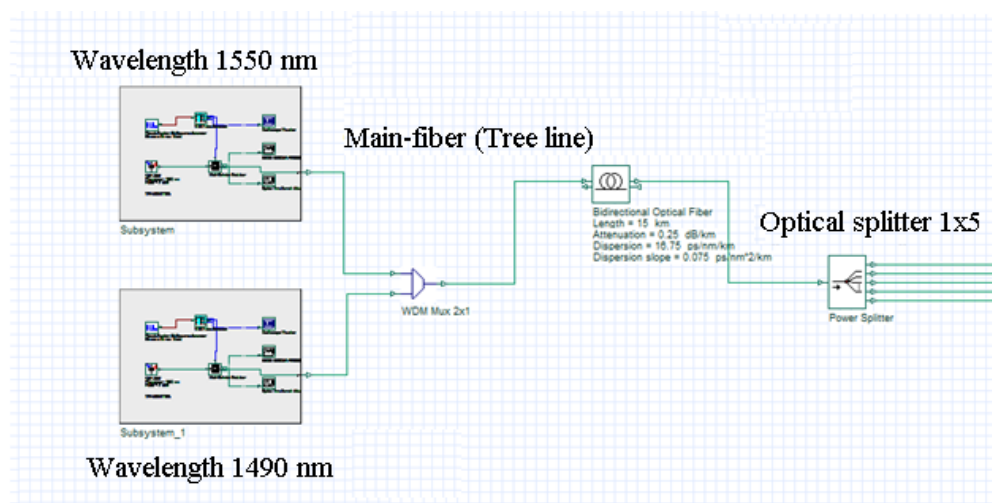 Wavelength 1550 nm
Subsystem
Main-fiber (Tree line)
Bidirectional Optical Fiber
Length = 15 km
Attenuation = 0.25 dB/km
Dispersion = 16.75 ps/nm/km
Dispersion slope = 0.075 ps/nm^2/km
Optical splitter 1x5
Power Splitter
WDM Mux 2x1
Subsystem_1
Wavelength 1490 nm